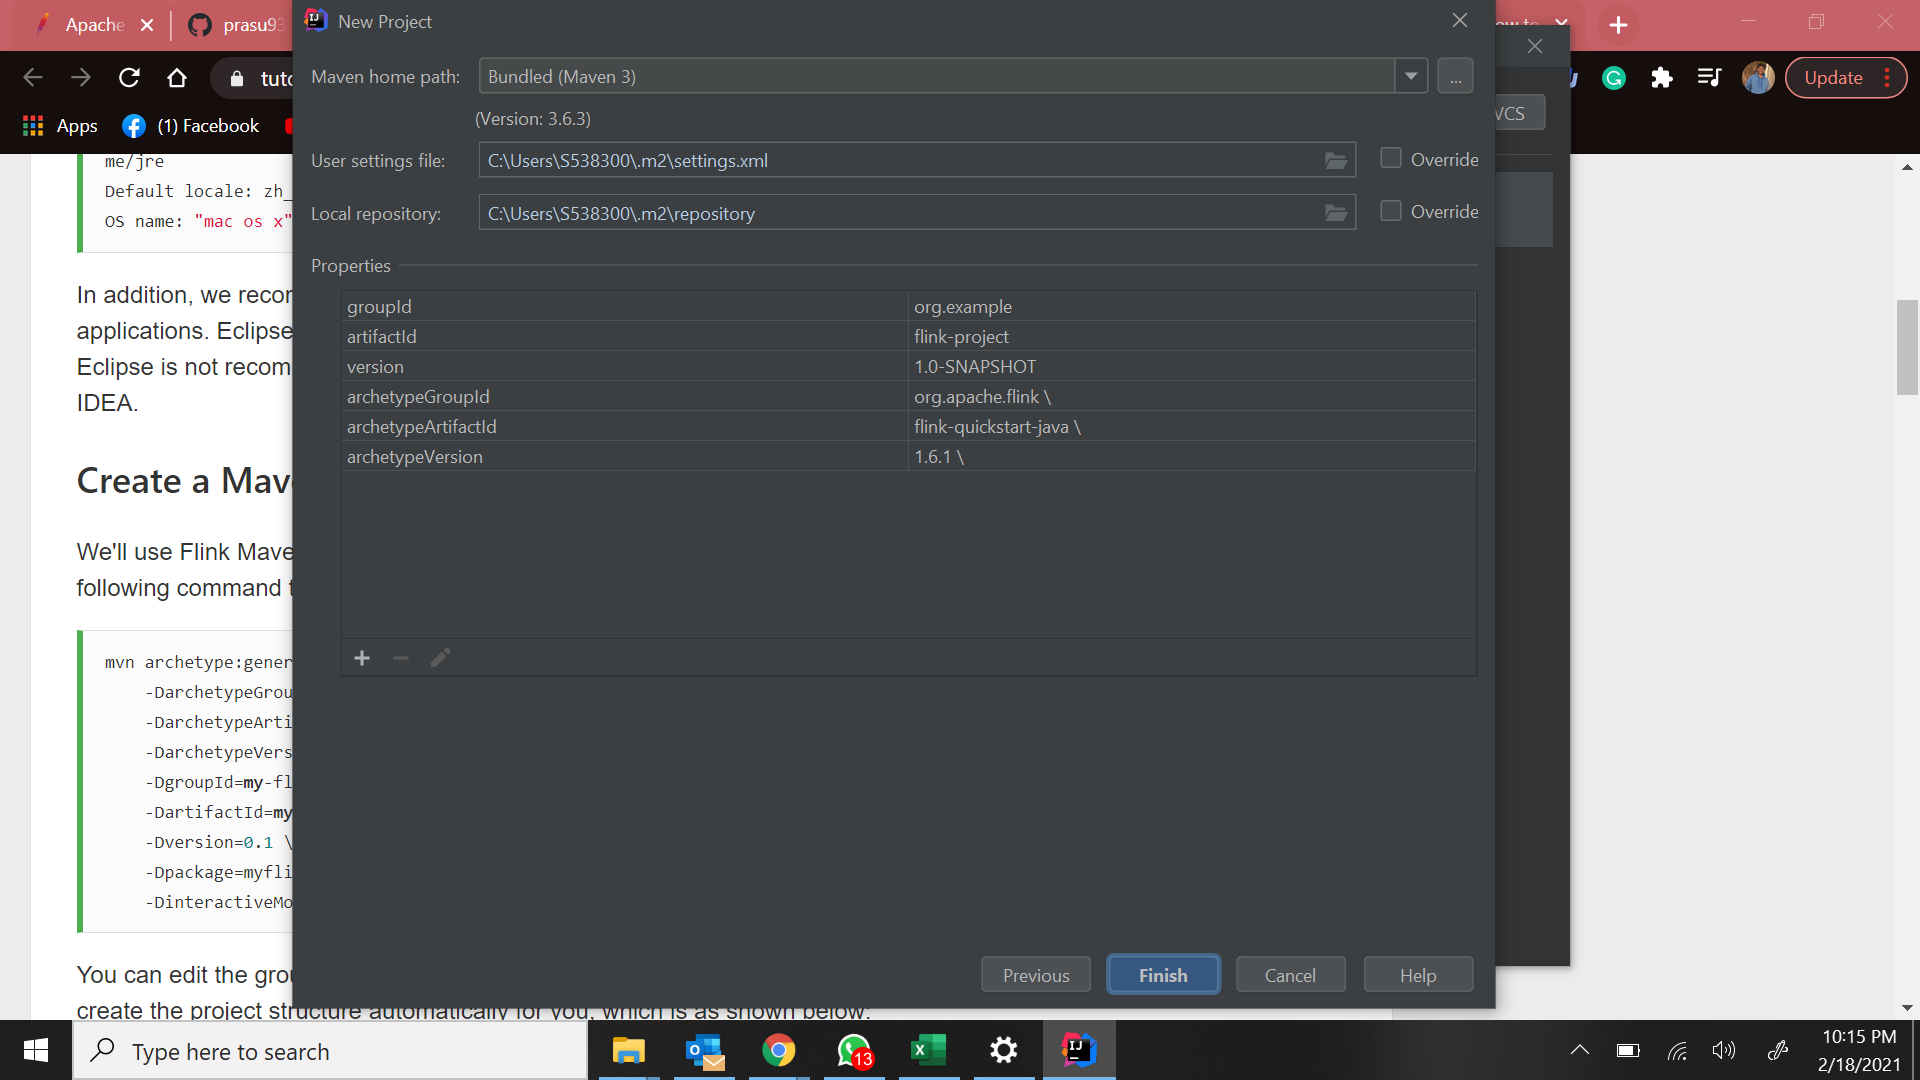 Apache
prasu93
New Project
Maven home path:
Bundled (Maven 3)
...
(Version: 3.6.3)
User settings file:
C:\Users\S538300\.m2\settings.xml
Override
Local repository:
C:\Users\S538300\.m2\repository
Override
Properties
groupId
org.example
artifactId
flink-project
version
1.0-SNAPSHOT
archetypeGroupId
org.apache.flink \
archetypeArtifactId
flink-quickstart-java \
archetypeVersion
1.6.1 \
Previous
Finish
Cancel
Help
Update
VCS
tuto
Apps
(1) Facebook
me/jre
Default locale: zh_
OS name: "mac os x"
In addition, we recor
applications. Eclipse
Eclipse is not recom
IDEA.
Create a Mav
We'll use Flink Mave
following command t
mvn archetype:gener
-DarchetypeGrou
-DarchetypeArti
-DarchetypeVers
-DgroupId=my-fl
-DartifactId=my
-Dversion=0.1 \
-Dpackage=myfli
-DinteractiveMo
You can edit the grou
create the project structure automatically for you, which is as shown below:
Type here to search
13
10:15 PM
2/18/2021